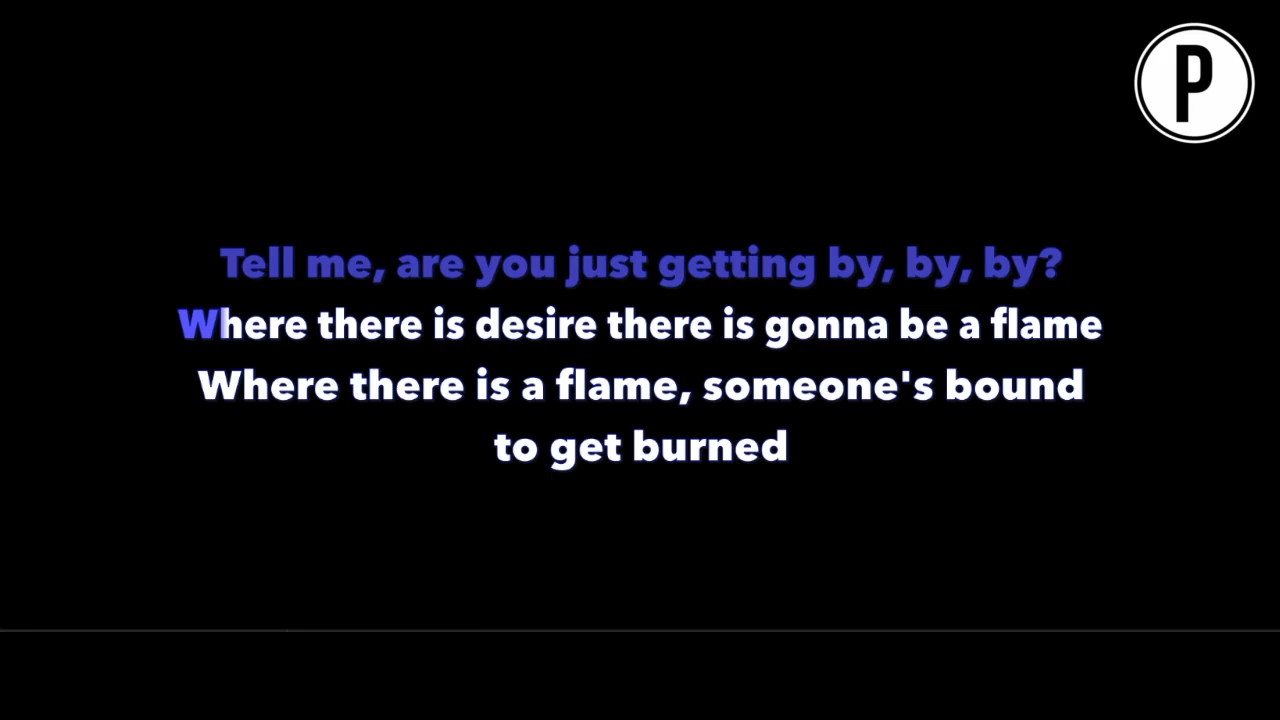 P
Tell me, are you just getting by, by, by?
Where there is desire there is gonna be a flame
Where there is a flame, someone's bound
to get burned